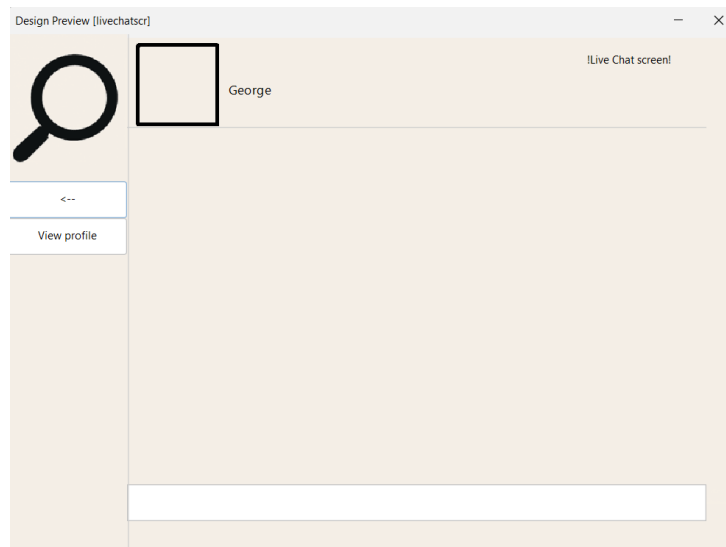 Design Preview [livechatscr]
!Live Chat screen!
George
<--
View profile